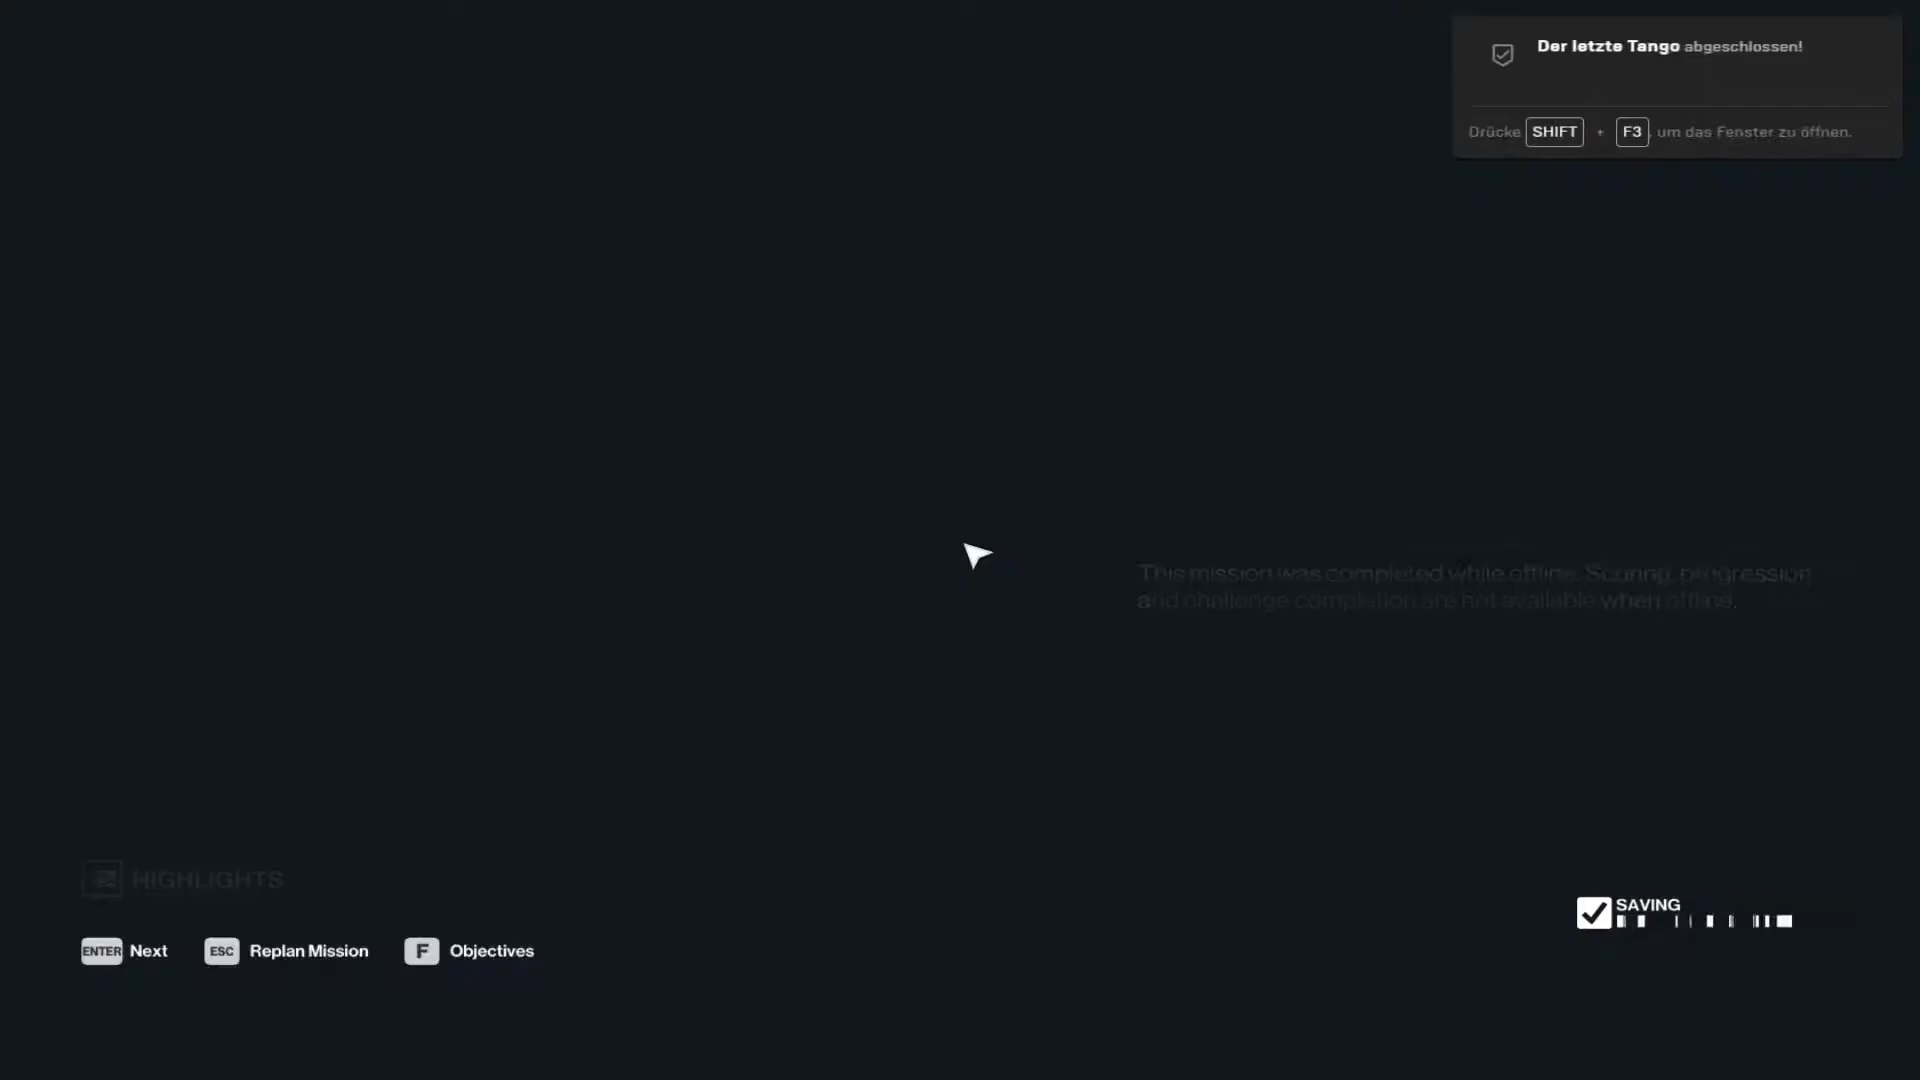 Der letzte Tango abgeschlossen!
Drücke SHIFT + F3, um das Fenster zu öffnen.
This mission was completed while offline. Scoring, progression
and challenge completion are not available when offline.
HIGHLIGHTS
SAVING
ENTER Next ESC Replan Mission F Objectives